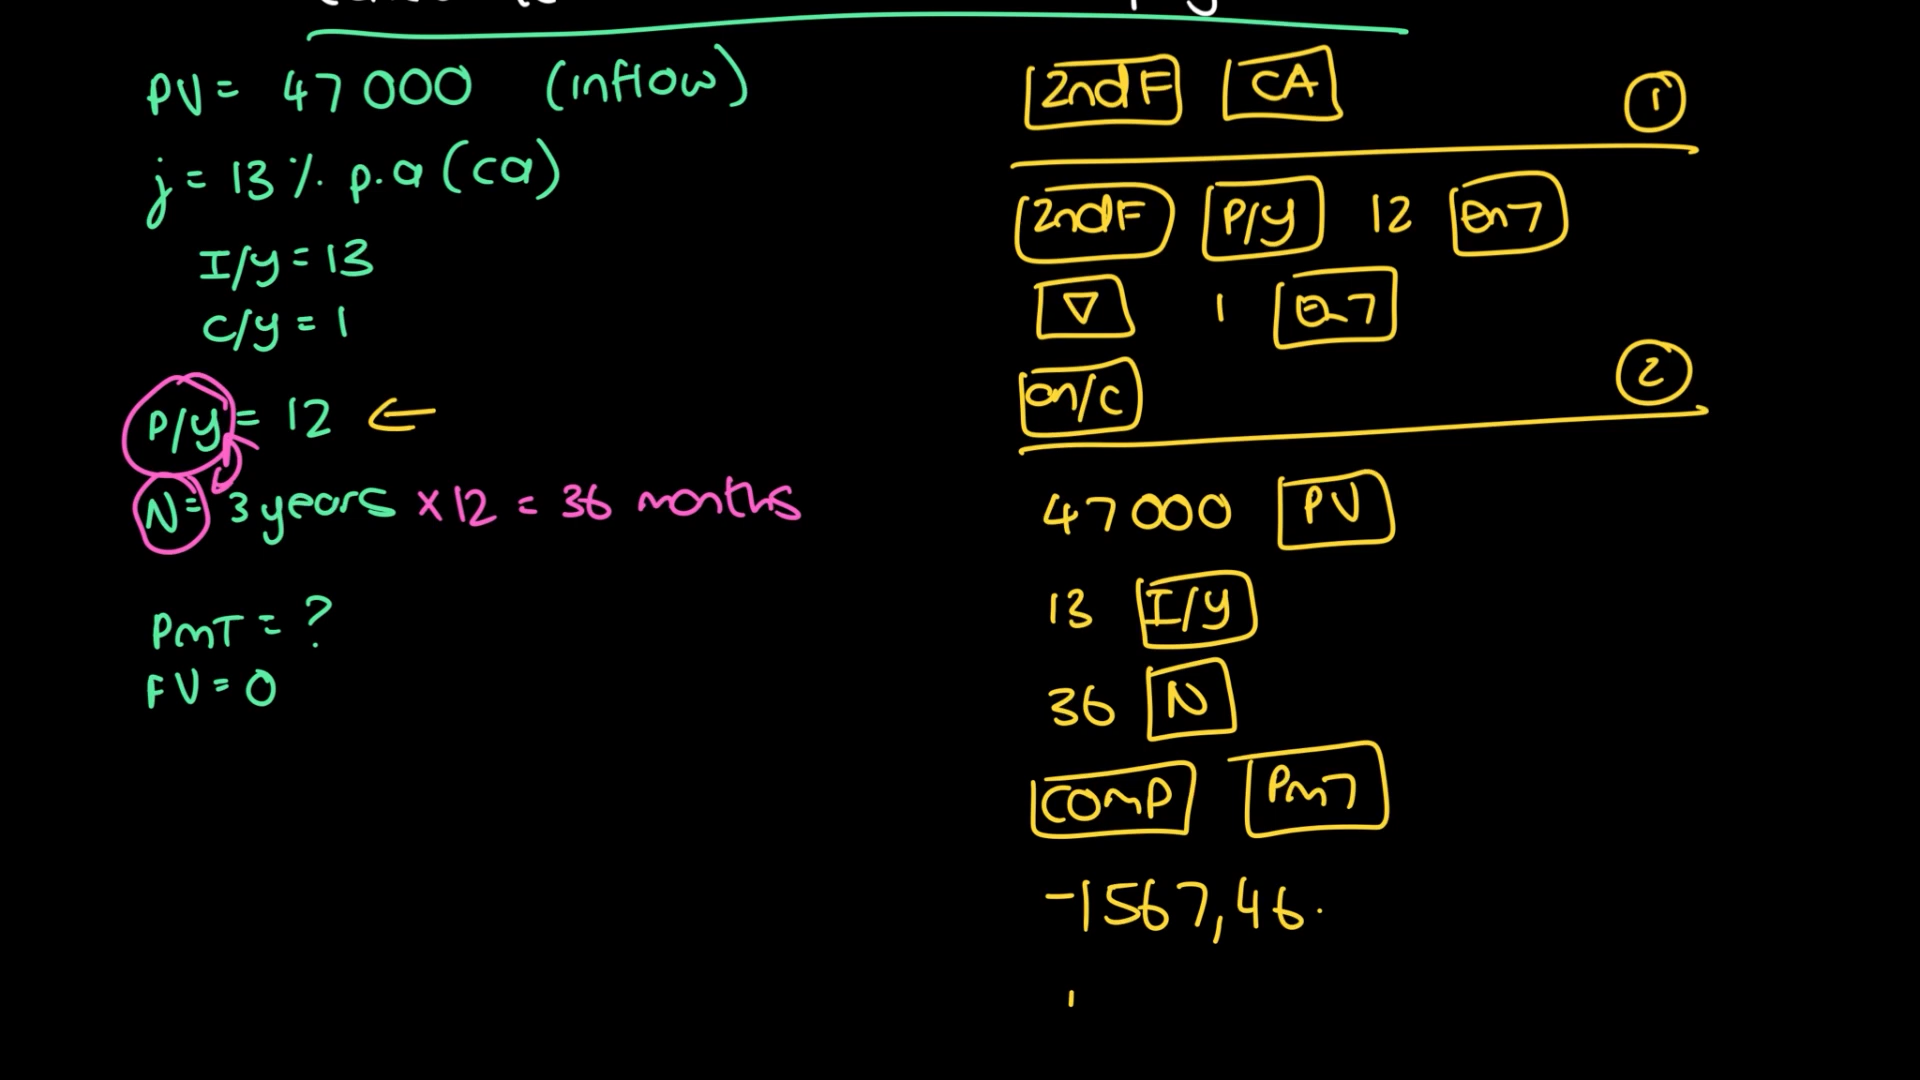 PV = 47 000 (inflow)
j = 13 % p.a (ca)
I/y = 13
C/y = 1
P/y = 12 ←
N = 3 years × 12 = 36 months
PMT = ?
FV = 0
2ndF CA ①
2ndF P/y 12 ENT
▽ 1 ENT
on/c ②
47 000 PV
13 I/y
36 N
COMP PMT
-1567,46.